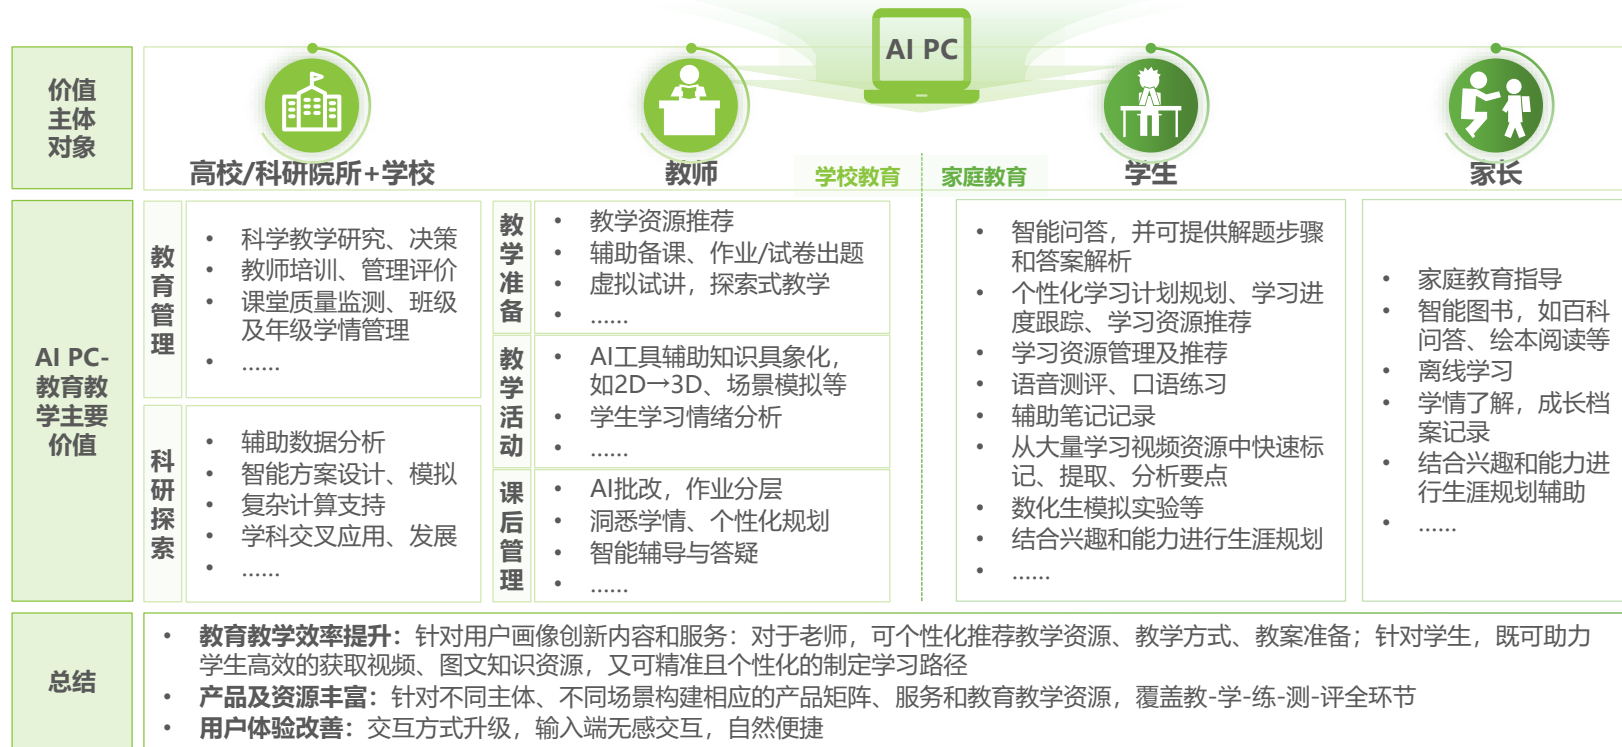 AI PC
价值
主体
对象
高校/科研院所+学校
教师
学校教育
家庭教育
学生
家长
AI PC-
教育教
学主要
价值
教
育
管
理
• 科学教学研究、决策
• 教师培训、管理评价
• 课堂质量监测、班级
及年级学情管理
• ……
科
研
探
索
• 辅助数据分析
• 智能方案设计、模拟
• 复杂计算支持
• 学科交叉应用、发展
• ……
教
学
准
备
• 教学资源推荐
• 辅助备课、作业/试卷出题
• 虚拟试讲，探索式教学
• ……
教
学
活
动
• AI工具辅助知识具象化，
如2D→3D、场景模拟等
• 学生学习情绪分析
• ……
课
后
管
理
• AI批改，作业分层
• 洞悉学情、个性化规划
• 智能辅导与答疑
• ……
• 智能问答，并可提供解题步骤
和答案解析
• 个性化学习计划规划、学习进
度跟踪、学习资源推荐
• 学习资源管理及推荐
• 语音测评、口语练习
• 辅助笔记记录
• 从大量学习视频资源中快速标
记、提取、分析要点
• 数化生模拟实验等
• 结合兴趣和能力进行生涯规划
• ……
• 家庭教育指导
• 智能图书，如百科
问答、绘本阅读等
• 离线学习
• 学情了解，成长档
案记录
• 结合兴趣和能力进
行生涯规划辅助
• ……
总结
• 教育教学效率提升：针对用户画像创新内容和服务：对于老师，可个性化推荐教学资源、教学方式、教案准备；针对学生，既可助力
学生高效的获取视频、图文知识资源，又可精准且个性化的制定学习路径
• 产品及资源丰富：针对不同主体、不同场景构建相应的产品矩阵、服务和教育教学资源，覆盖教-学-练-测-评全环节
• 用户体验改善：交互方式升级，输入端无感交互，自然便捷